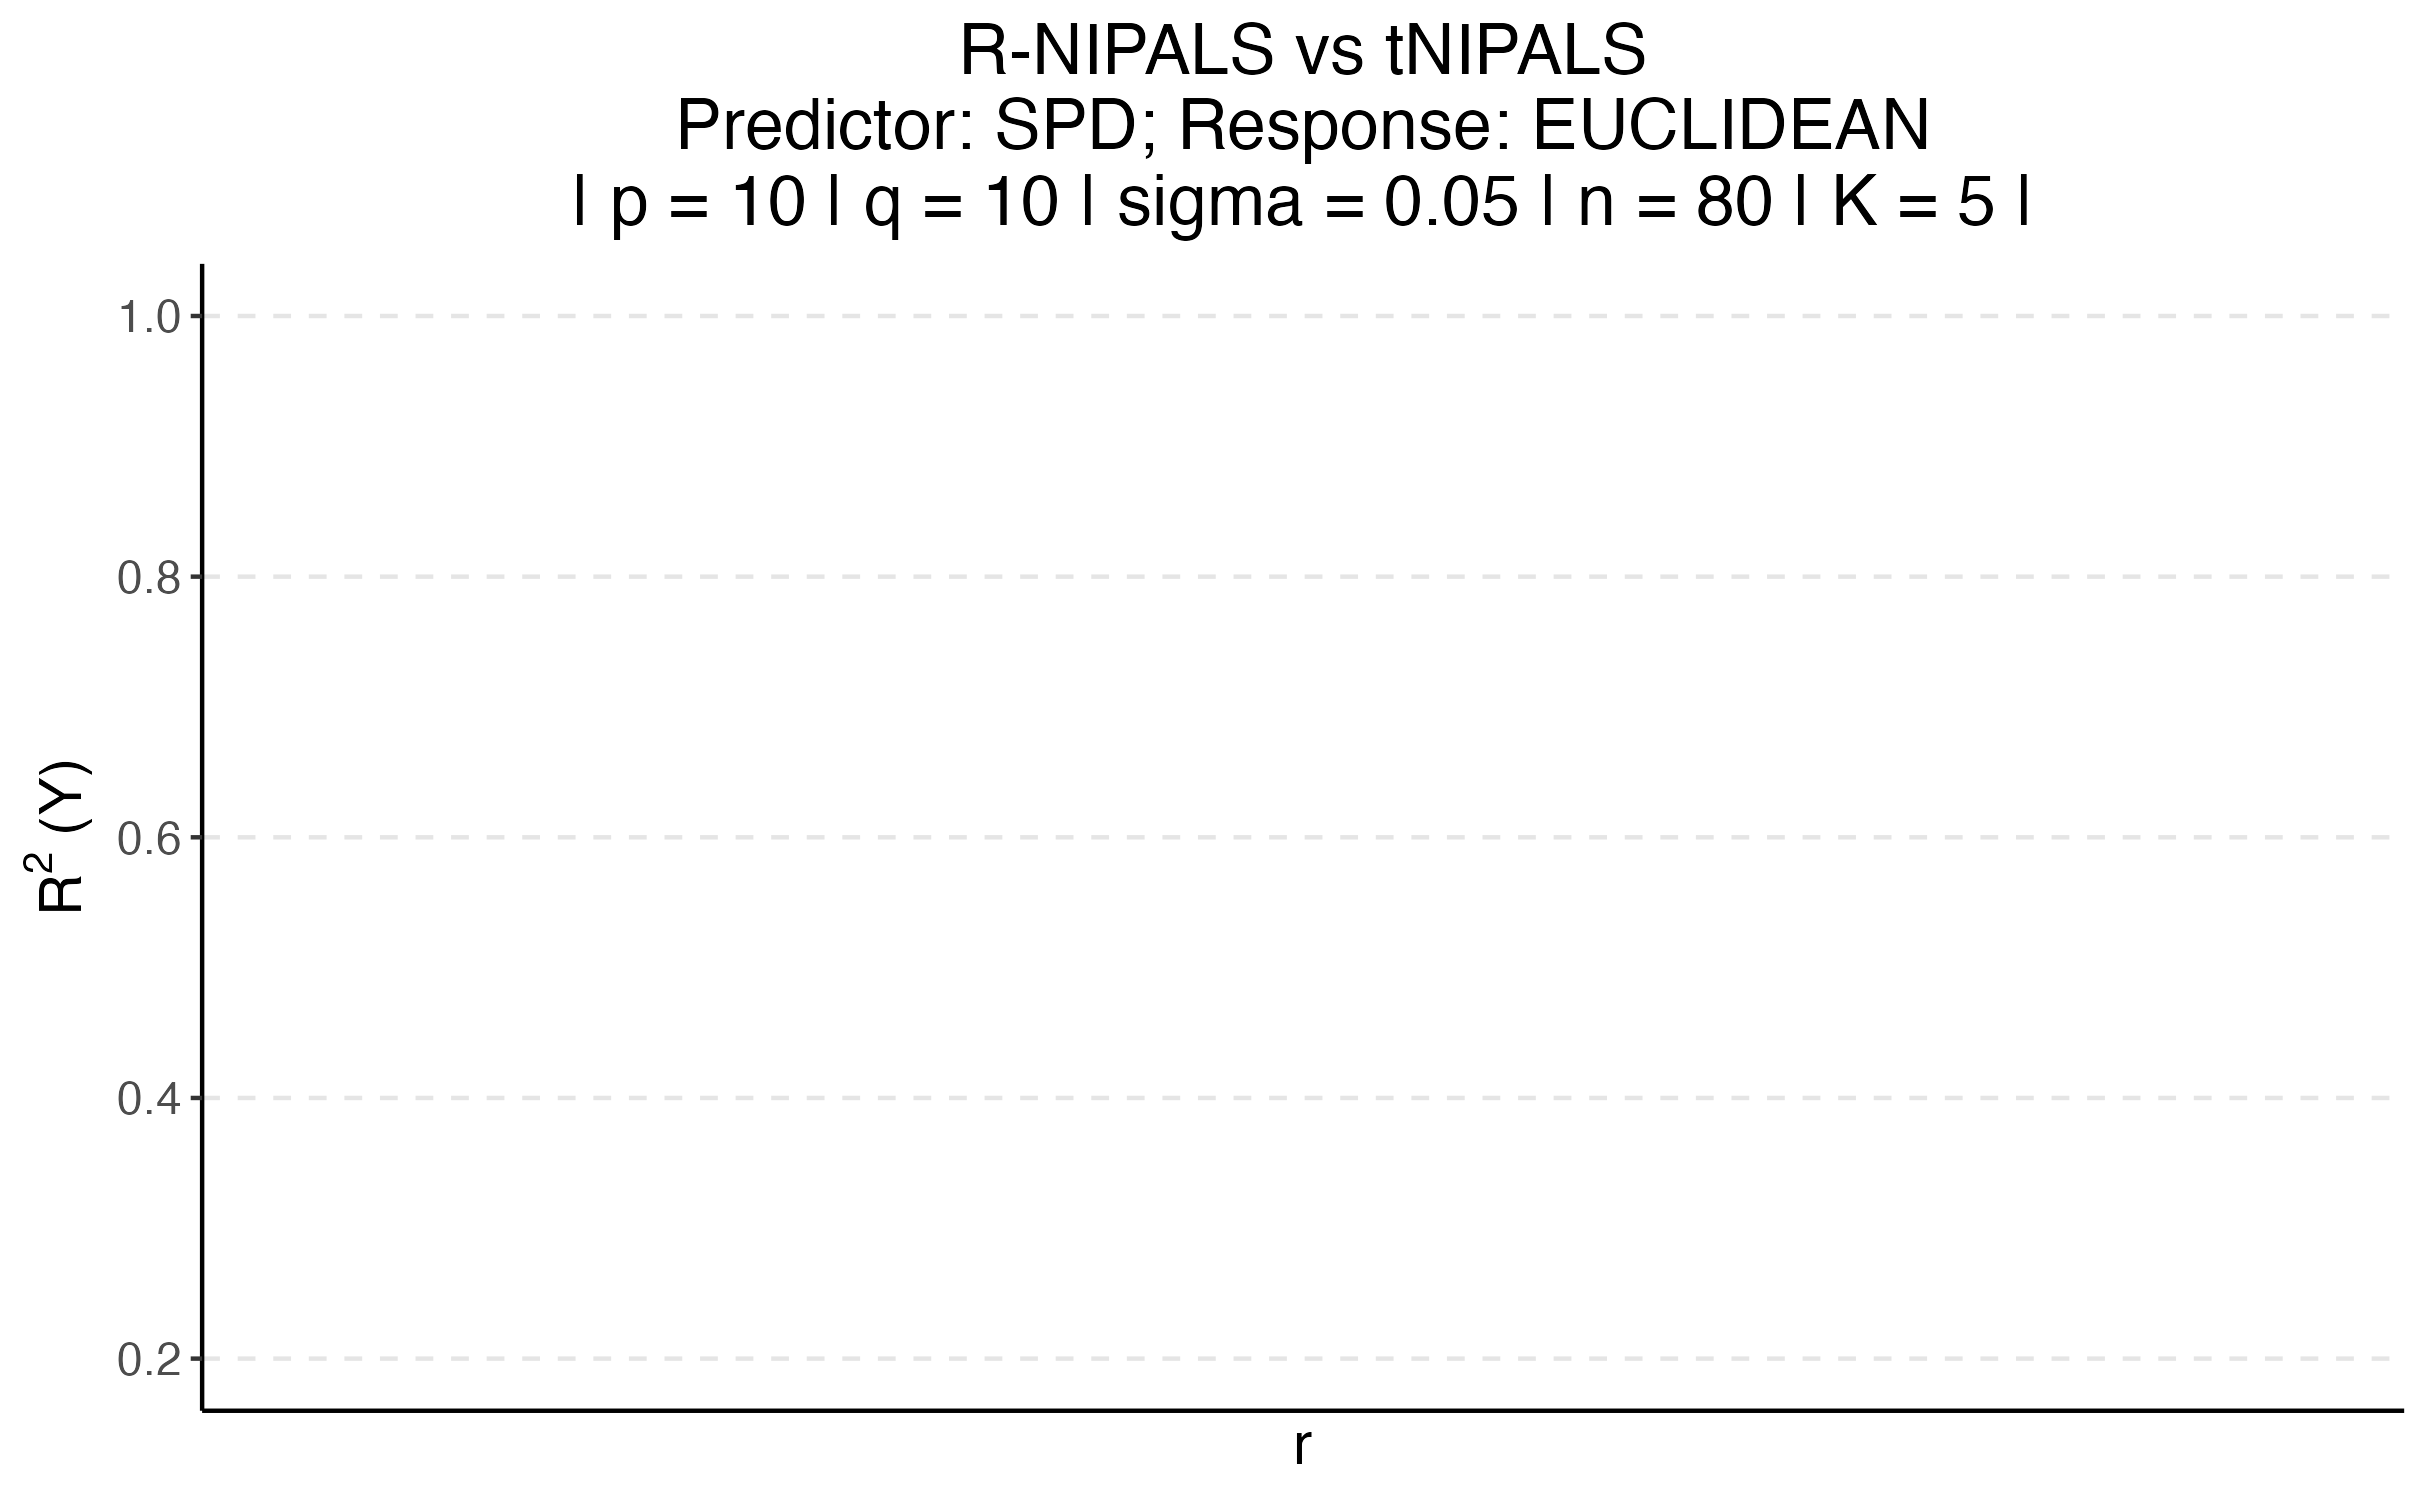 R-NIPALS vs tNIPALS
Predictor: SPD; Response: EUCLIDEAN
| p = 10 | q = 10 | sigma = 0.05 | n = 80 | K = 5 |
1.0
0.8
0.6
0.4
0.2
R² (Y)
r